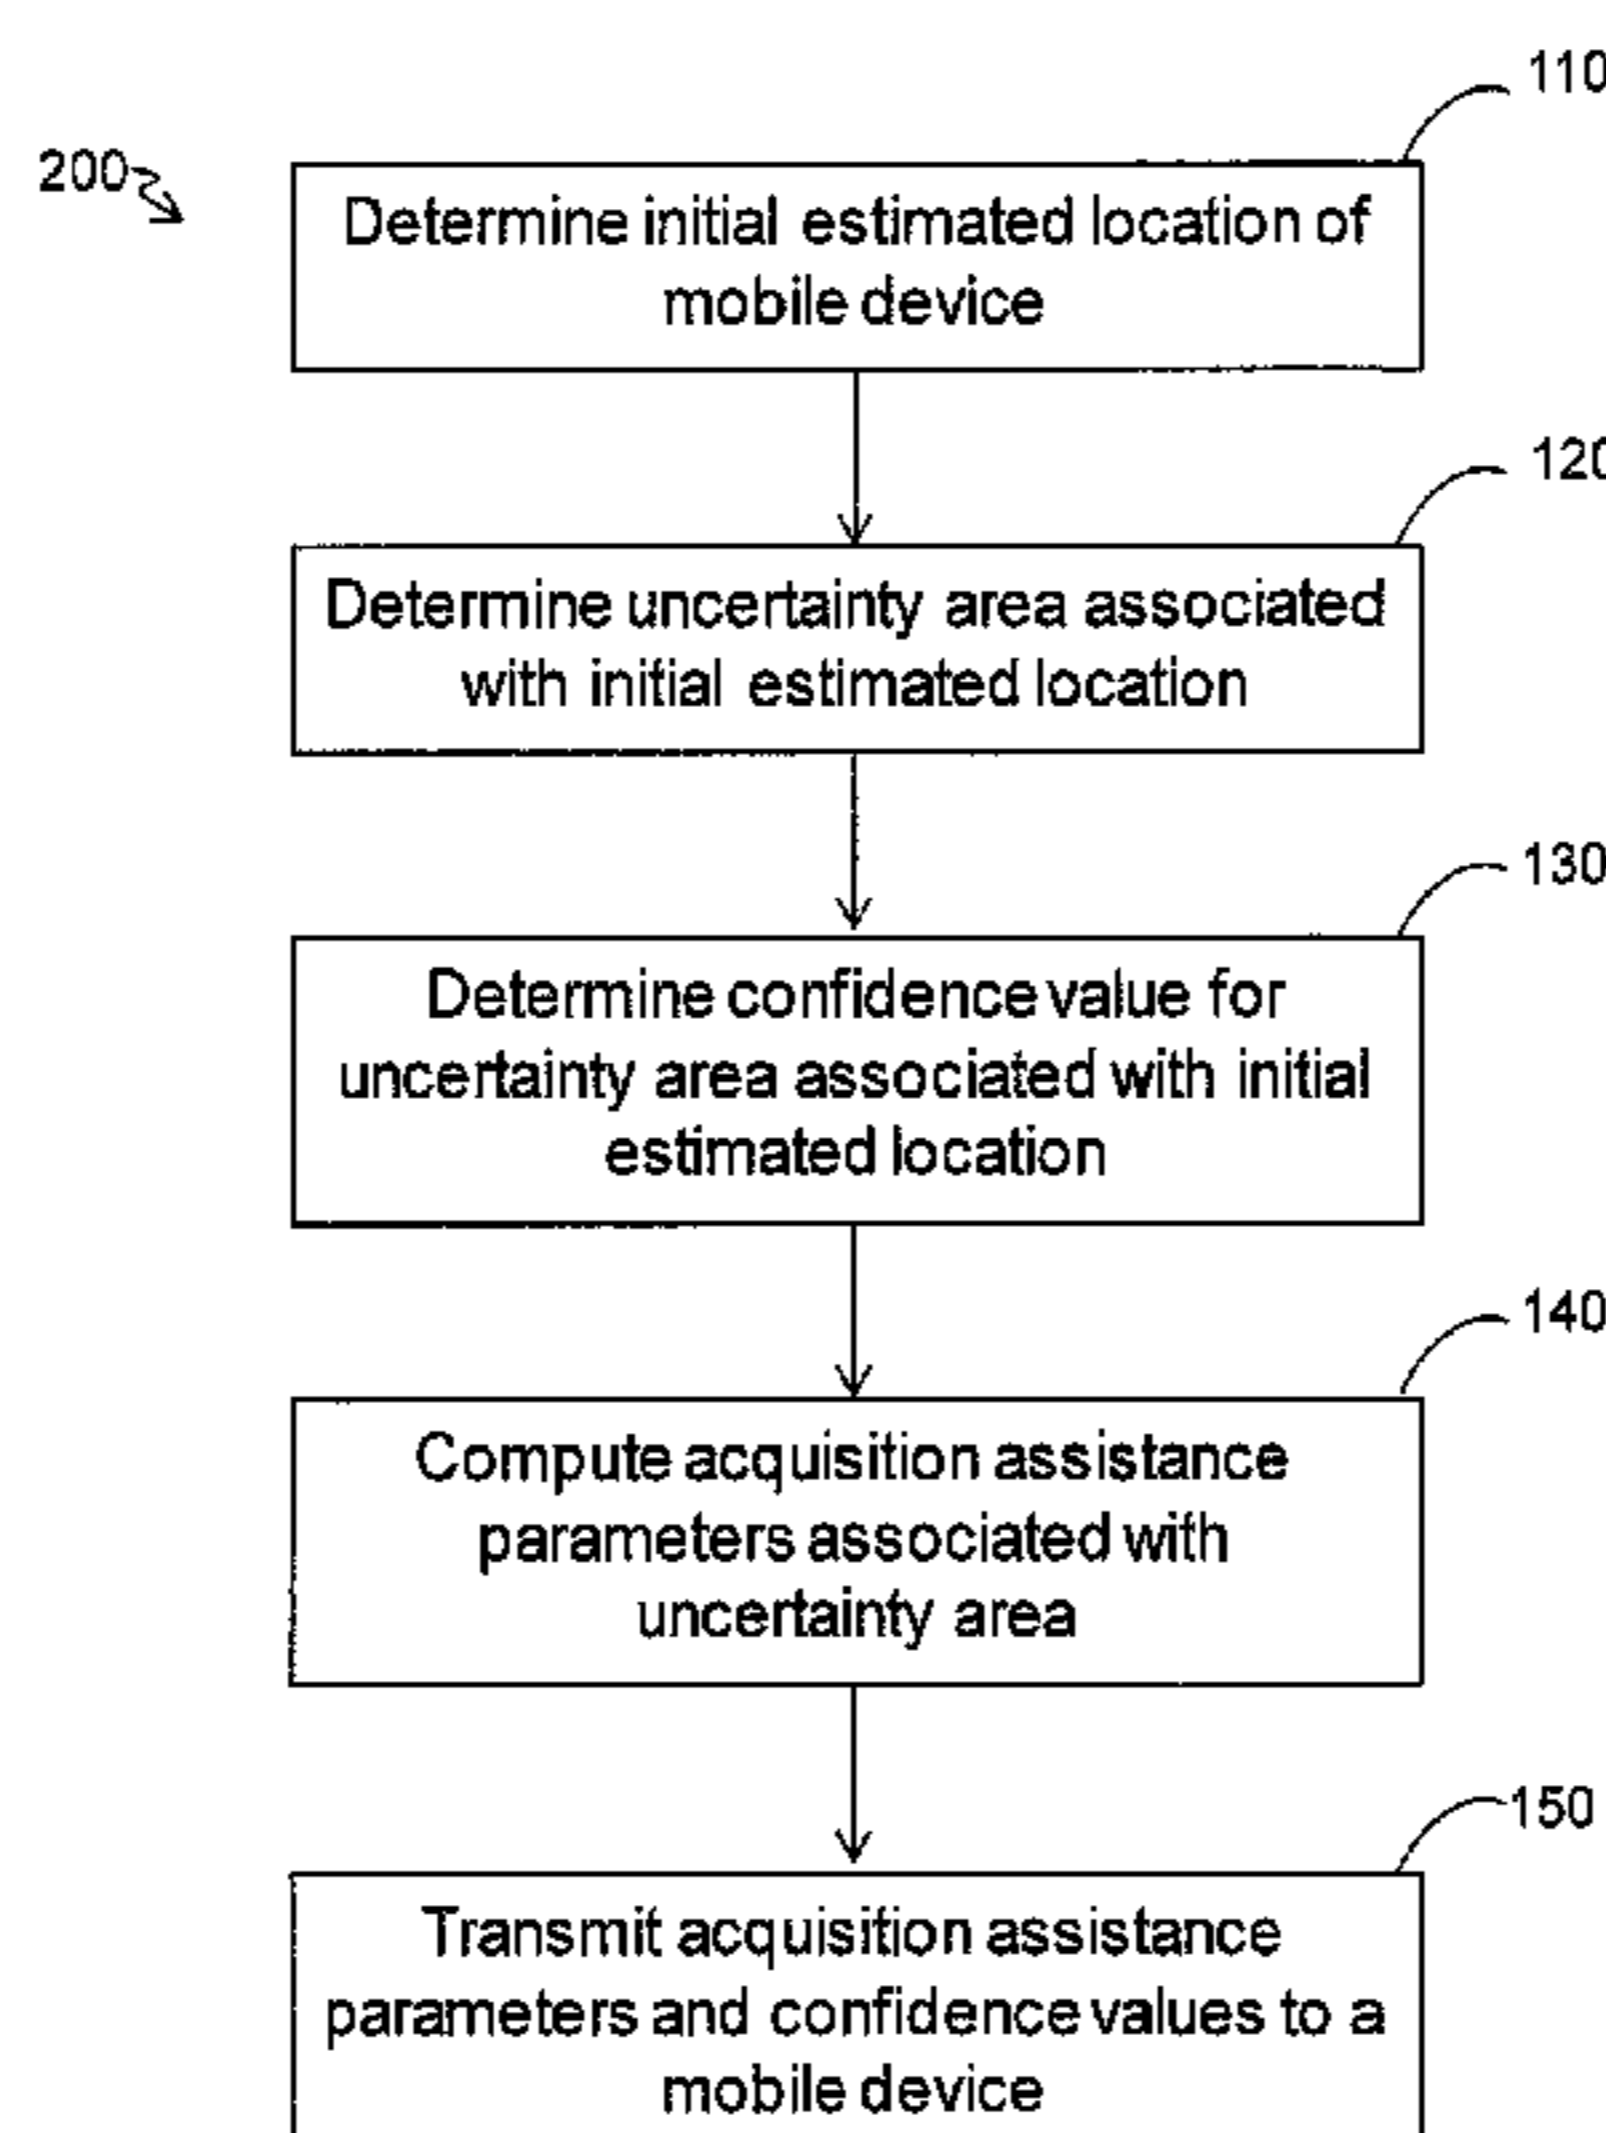 110
200
Determine initial estimated location of
mobile device
120
Determine uncertainty area associated
with initial estimated location
130
Determine confidence value for
uncertainty area associated with initial
estimated location
140
Compute acquisition assistance
parameters associated with
uncertainty area
150
Transmit acquisition assistance
parameters and confidence values to a
mobile device